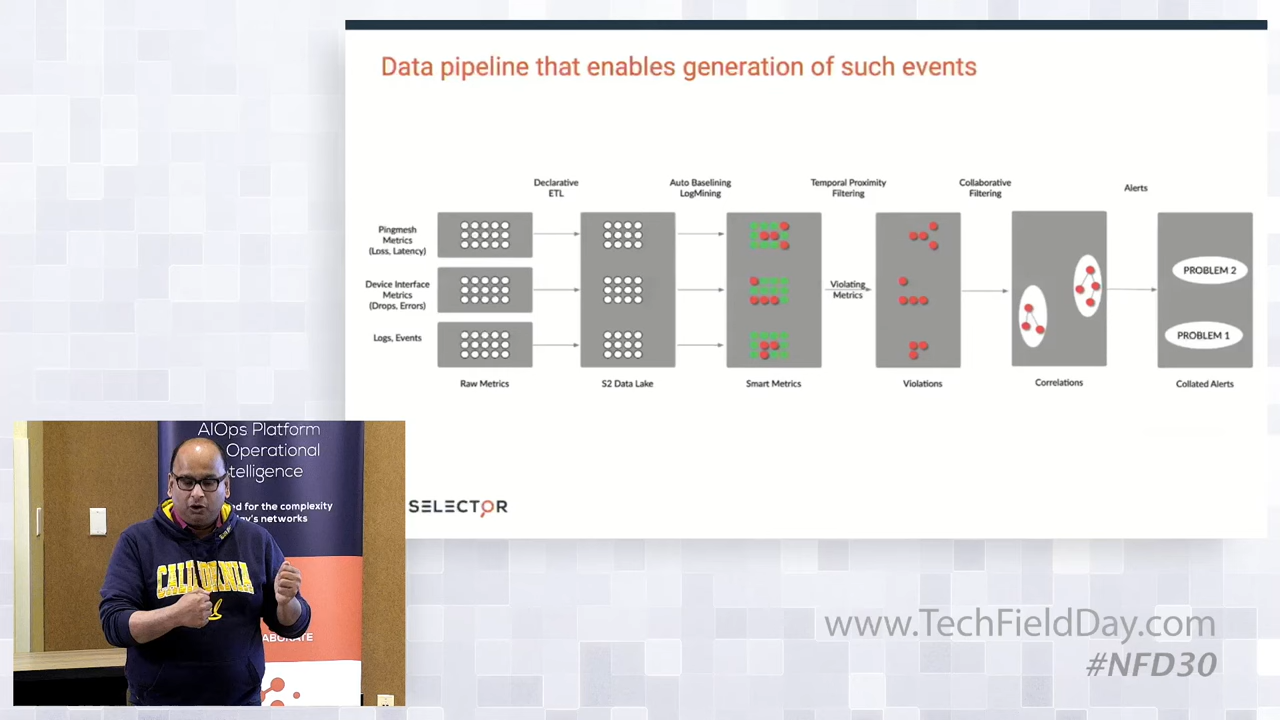 Data pipeline that enables generation of such events
Declarative
ETL
Auto Baselining
LogMining
Temporal Proximity
Filtering
Collaborative
Filtering
Alerts
Pingmesh
Metrics
(Loss, Latency)
Device Interface
Metrics
(Drops, Errors)
Logs, Events
Violating
Metrics
PROBLEM 2
PROBLEM 1
Raw Metrics
S2 Data Lake
Smart Metrics
Violations
Correlations
Collated Alerts
SELECTOR
AIOps Platform
Operational
telligence
ed for the complexity
day's networks
CALIFORNIA
ABORATE
www.TechFieldDay.com
#NFD30